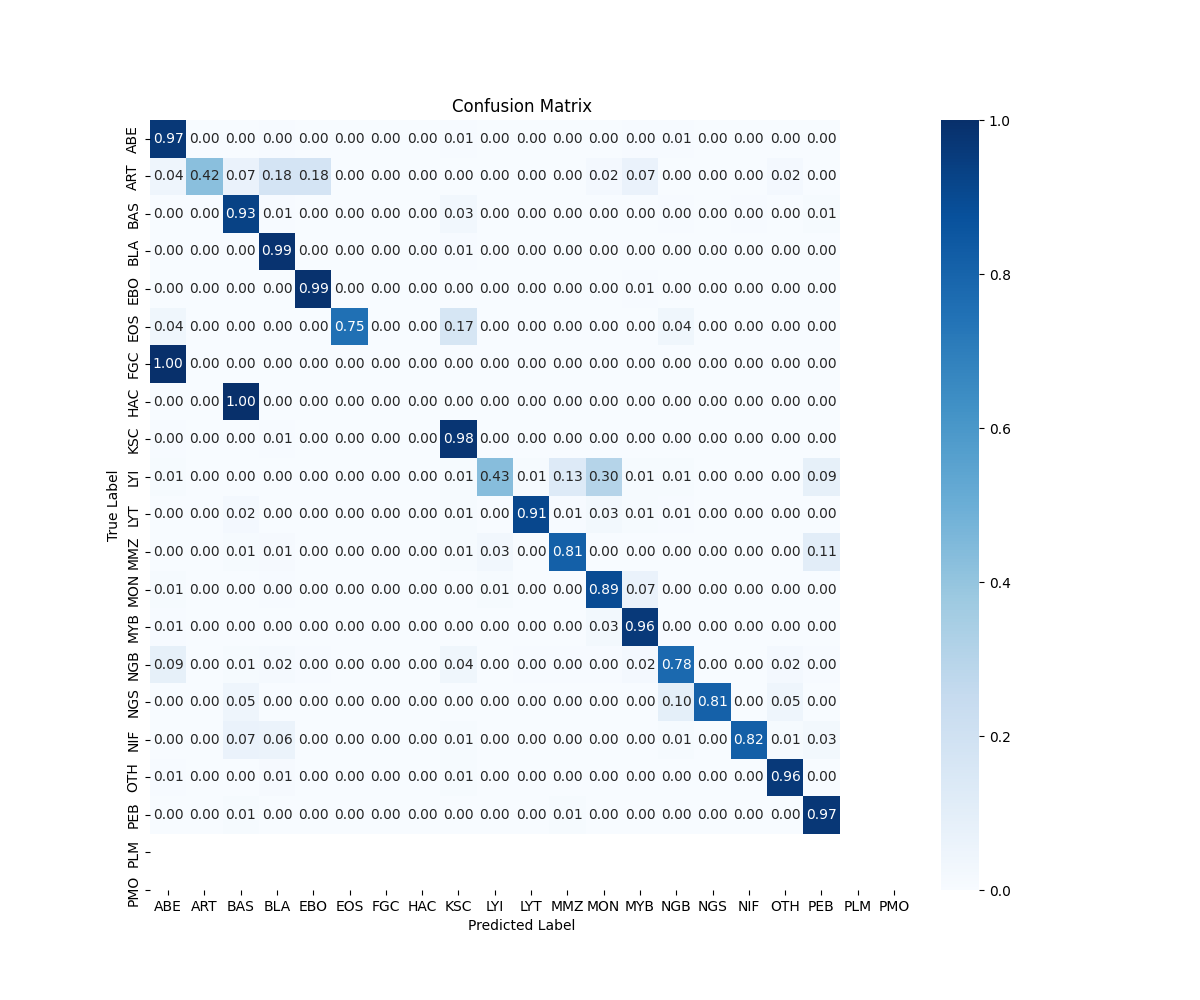 Confusion Matrix
ABE 0.97 0.00 0.00 0.00 0.00 0.00 0.00 0.00 0.01 0.00 0.00 0.00 0.00 0.00 0.01 0.00 0.00 0.00 0.00
ART 0.04 0.42 0.07 0.18 0.18 0.00 0.00 0.00 0.00 0.00 0.00 0.00 0.02 0.07 0.00 0.00 0.00 0.02 0.00
BAS 0.00 0.00 0.93 0.01 0.00 0.00 0.00 0.00 0.03 0.00 0.00 0.00 0.00 0.00 0.00 0.00 0.00 0.00 0.01
BLA 0.00 0.00 0.00 0.99 0.00 0.00 0.00 0.00 0.01 0.00 0.00 0.00 0.00 0.00 0.00 0.00 0.00 0.00 0.00
EBO 0.00 0.00 0.00 0.00 0.99 0.00 0.00 0.00 0.00 0.00 0.00 0.00 0.00 0.01 0.00 0.00 0.00 0.00 0.00
EOS 0.04 0.00 0.00 0.00 0.00 0.75 0.00 0.00 0.17 0.00 0.00 0.00 0.00 0.00 0.04 0.00 0.00 0.00 0.00
FGC 1.00 0.00 0.00 0.00 0.00 0.00 0.00 0.00 0.00 0.00 0.00 0.00 0.00 0.00 0.00 0.00 0.00 0.00 0.00
HAC 0.00 0.00 1.00 0.00 0.00 0.00 0.00 0.00 0.00 0.00 0.00 0.00 0.00 0.00 0.00 0.00 0.00 0.00 0.00
KSC 0.00 0.00 0.00 0.01 0.00 0.00 0.00 0.00 0.98 0.00 0.00 0.00 0.00 0.00 0.00 0.00 0.00 0.00 0.00
LYI 0.01 0.00 0.00 0.00 0.00 0.00 0.00 0.00 0.01 0.43 0.01 0.13 0.30 0.01 0.01 0.00 0.00 0.00 0.09
LYT 0.00 0.00 0.02 0.00 0.00 0.00 0.00 0.00 0.01 0.00 0.91 0.01 0.03 0.01 0.01 0.00 0.00 0.00 0.00
MMZ 0.00 0.00 0.01 0.01 0.00 0.00 0.00 0.00 0.01 0.03 0.00 0.81 0.00 0.00 0.00 0.00 0.00 0.00 0.11
MON 0.01 0.00 0.00 0.00 0.00 0.00 0.00 0.00 0.00 0.01 0.00 0.00 0.89 0.07 0.00 0.00 0.00 0.00 0.00
MYB 0.01 0.00 0.00 0.00 0.00 0.00 0.00 0.00 0.00 0.00 0.00 0.00 0.03 0.96 0.00 0.00 0.00 0.00 0.00
NGB 0.09 0.00 0.01 0.02 0.00 0.00 0.00 0.00 0.04 0.00 0.00 0.00 0.00 0.02 0.78 0.00 0.00 0.02 0.00
NGS 0.00 0.00 0.05 0.00 0.00 0.00 0.00 0.00 0.00 0.00 0.00 0.00 0.00 0.00 0.10 0.81 0.00 0.05 0.00
NIF 0.00 0.00 0.07 0.06 0.00 0.00 0.00 0.00 0.01 0.00 0.00 0.00 0.00 0.00 0.01 0.00 0.82 0.01 0.03
OTH 0.01 0.00 0.00 0.01 0.00 0.00 0.00 0.00 0.01 0.00 0.00 0.00 0.00 0.00 0.00 0.00 0.00 0.96 0.00
PEB 0.00 0.00 0.01 0.00 0.00 0.00 0.00 0.00 0.00 0.00 0.00 0.01 0.00 0.00 0.00 0.00 0.00 0.00 0.97
PLM
PMO
True Label
ABE ART BAS BLA EBO EOS FGC HAC KSC LYI LYT MMZ MON MYB NGB NGS NIF OTH PEB PLM PMO
Predicted Label
1.0
0.8
0.6
0.4
0.2
0.0